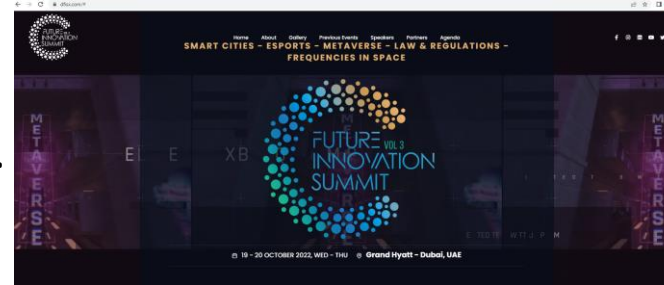 Home About Gallery Previous Events Speakers Partners Agenda
SMART CITIES - ESPORTS - METAVERSE - LAW & REGULATIONS -
FREQUENCIES IN SPACE
FUTURE
INNOVATION
SUMMIT
METAVERSE
FUTURE VOL 3
INNOVATION
SUMMIT
METAVERSE
19 - 20 OCTOBER 2022, WED - THU Grand Hyatt - Dubai, UAE